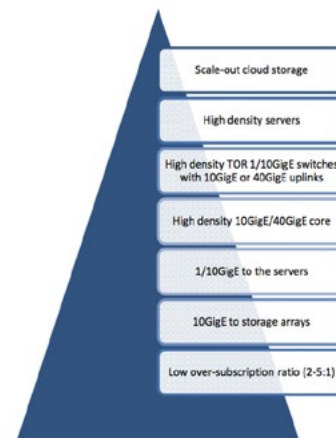 Scale-out cloud storage
High density servers
High density TOR 1/10GigE switches
with 10GigE or 40GigE uplinks
High density 10GigE/40GigE core
1/10GigE to the servers
10GigE to storage arrays
Low over-subscription ratio (2-5:1)